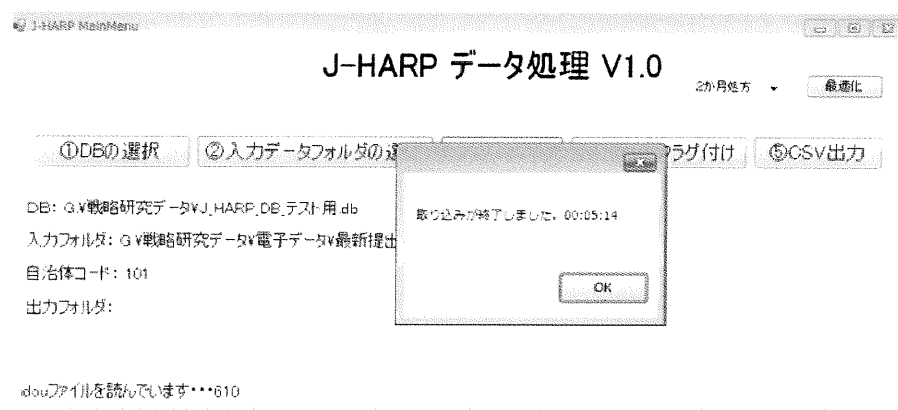 J-HARP MainMenu
J-HARP データ処理 V1.0
2か月処方
最適化
①DBの選択
②入力データフォルダの選
ラグ付け
⑤CSV出力
DB: G:¥戦略研究データ¥J_HARP_DB_テスト用.db
取り込みが終了しました。00:05:14
入力フォルダ: G:¥戦略研究データ¥電子データ¥最新提出
自治体コード: 101
OK
出力フォルダ:
idouファイルを読んでいます・・・610